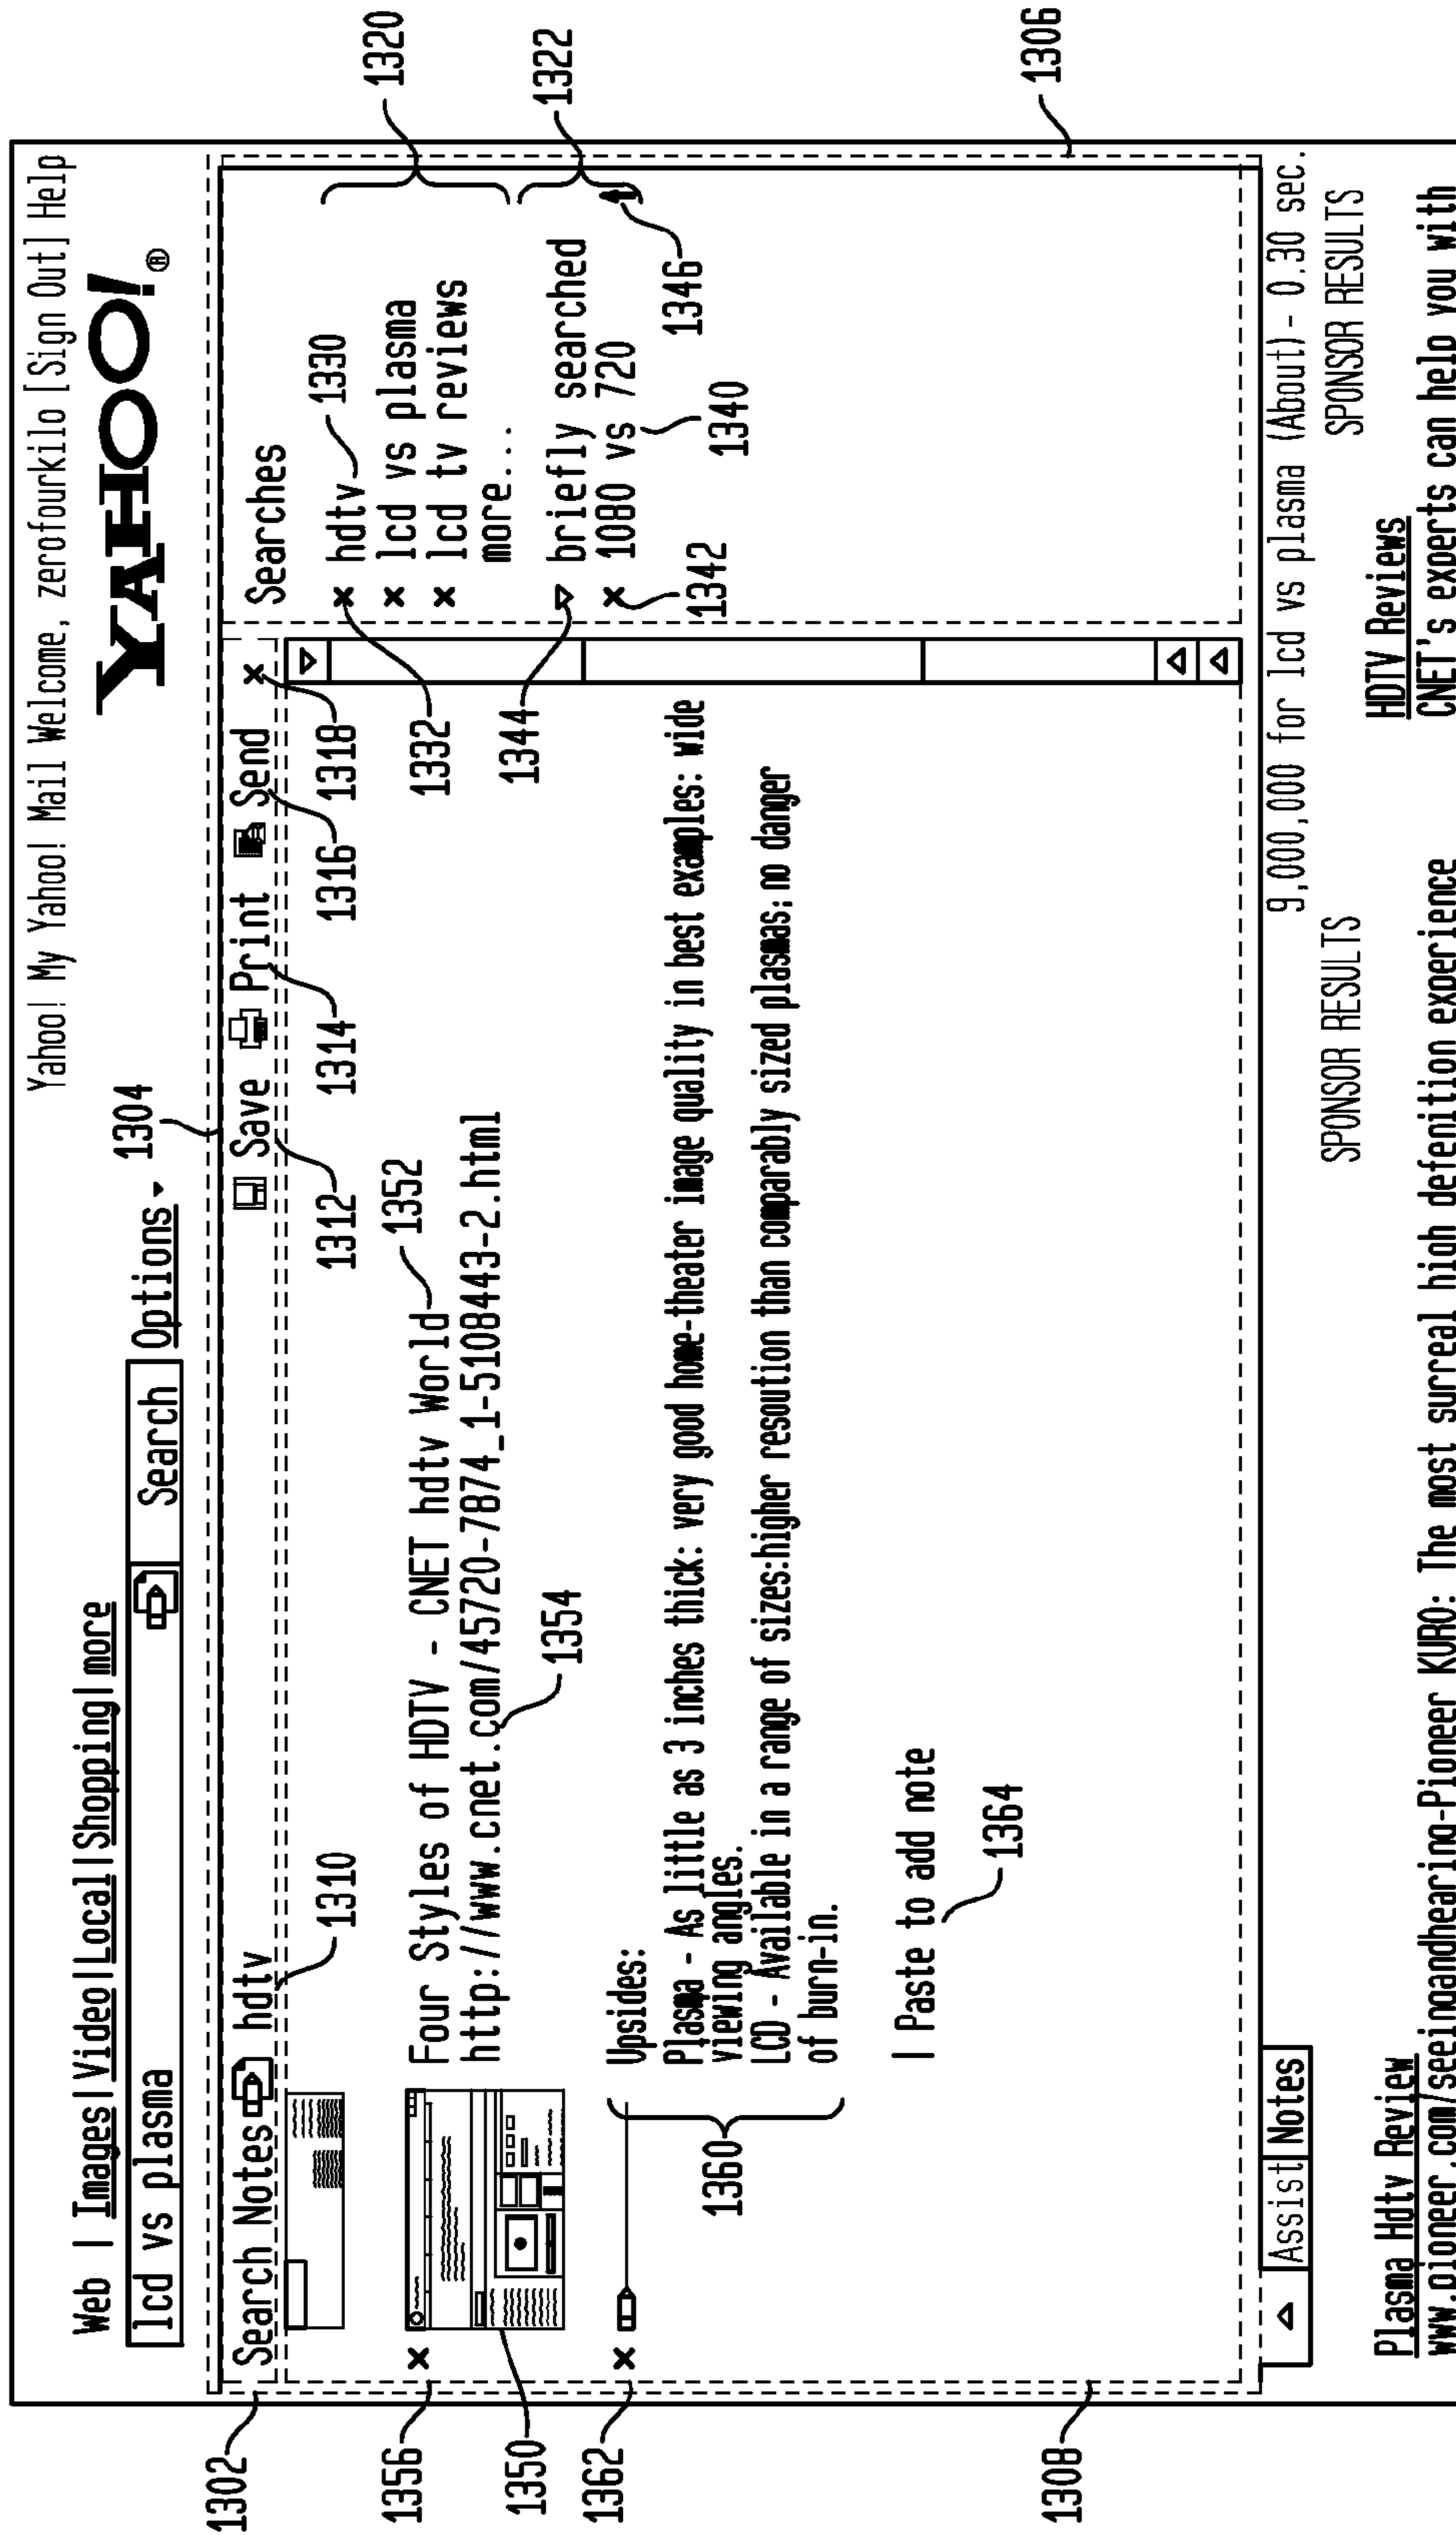 Yahoo! My Yahoo! Mail Welcome, zerofourkilo [Sign Out] Help
YAHOO!®
Web | Images | Video | Local | Shopping | more
lcd vs plasma
Search
Options
1304
1302
Search Notes
hdtv
Save
Print
Send
1310
1312
1314
1316
1318
Searches
hdtv
1330
lcd vs plasma
lcd tv reviews
more...
1320
1332
briefly searched
1080 vs 720
1322
1340
1342
1344
1346
1306
1356
1350
Four Styles of HDTV - CNET hdtv World
1352
http://www.cnet.com/45720-7874_1-5108443-2.html
1354
1362
1360
Upsides:
Plasma - As little as 3 inches thick: very good home-theater image quality in best examples: wide
viewing angles.
LCD - Available in a range of sizes:higher resoution than comparably sized plasmas; no danger
of burn-in.
I Paste to add note
1364
1308
Assist
Notes
9,000,000 for lcd vs plasma (About) - 0.30 sec.
SPONSOR RESULTS
SPONSOR RESULTS
Plasma Hdtv Review
www.pioneer.com/seeingandhearing-Pioneer KURO: The most surreal high defenition experience
HDTV Reviews
CNET's experts can help you with